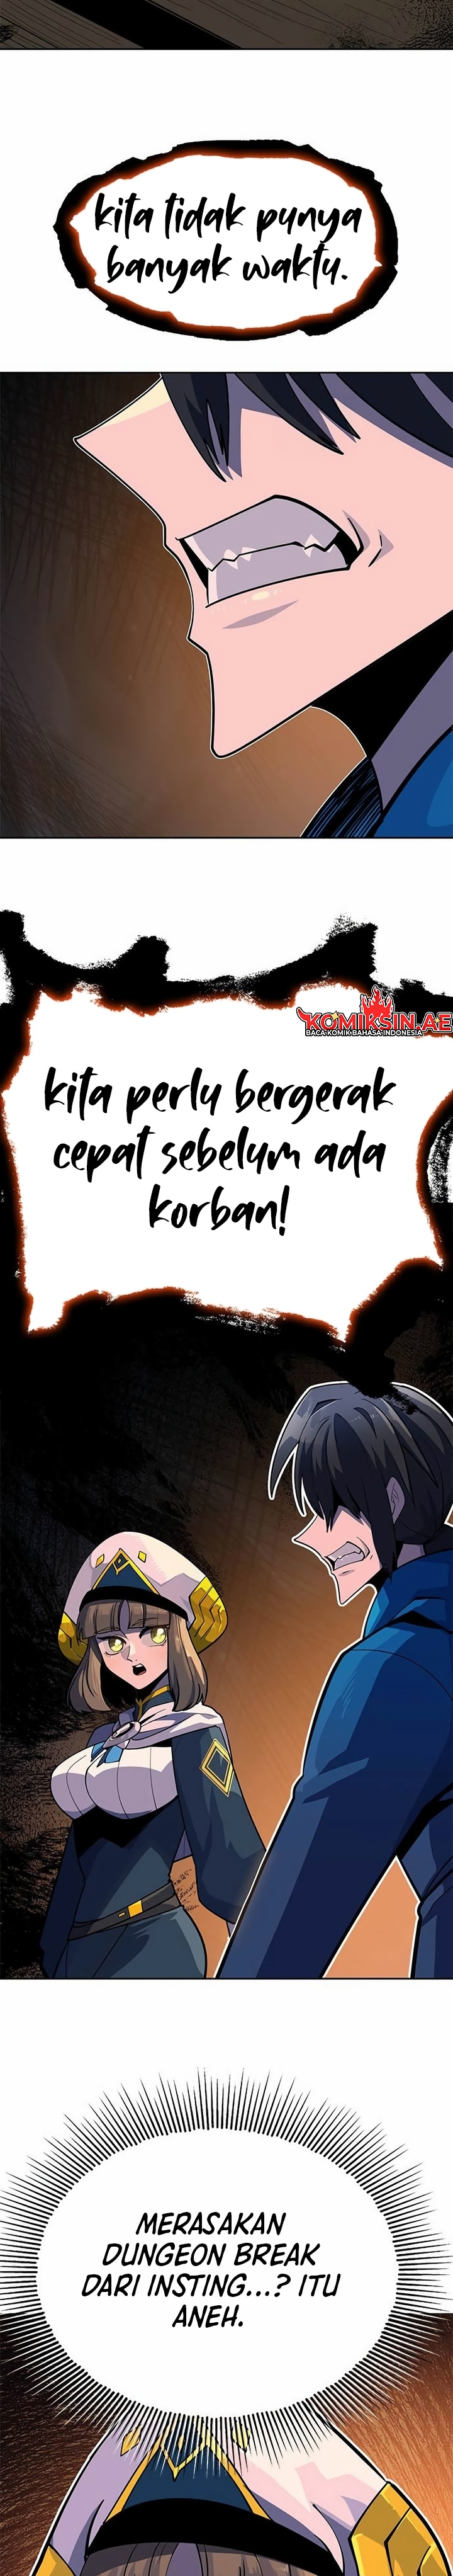 kita tidak punya
banyak waktu.
KOMIKSIN.AE
BACA KOMIK BAHASA INDONESIA
kita perlu bergerak
cepat sebelum ada
korban!
MERASAKAN
DUNGEON BREAK
DARI INSTING...? ITU
ANEH.